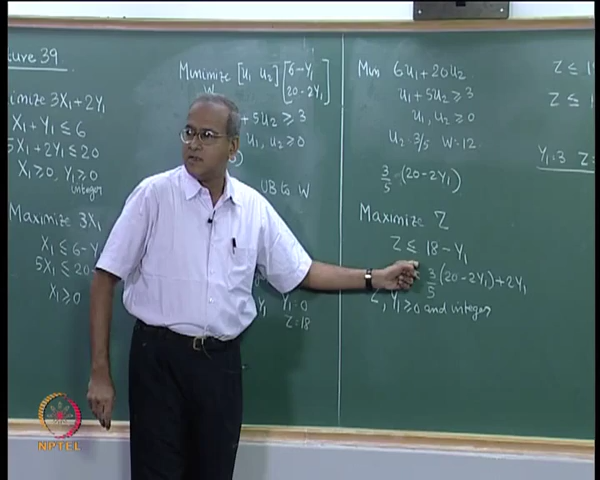 ture 39
imize 3X₁ + 2Y₁
X₁ + Y₁ ≤ 6
5X₁ + 2Y₁ ≤ 20
X₁ ≥ 0, Y₁ ≥ 0
integer
Maximize 3X₁
X₁ ≤ 6 - Y
5X₁ ≤ 20
X₁ ≥ 0
Minimize [u₁ u₂] [6 - Y₁
20 - 2Y₁]
W
+ 5u₂ ≥ 3
u₁, u₂ ≥ 0
UB to W
Y₁ = 0
Z = 18
Min 6u₁ + 20u₂
u₁ + 5u₂ ≥ 3
u₁, u₂ ≥ 0
u₂ = 3/5 W = 12
3/5 (20 - 2Y₁)
Maximize Z
Z ≤ 18 - Y₁
3/5 (20 - 2Y₁) + 2Y₁
Z, Y₁ ≥ 0 and integer
Z ≤ 1
Z ≤ 1
Y₁ = 3 Z =
NPTEL